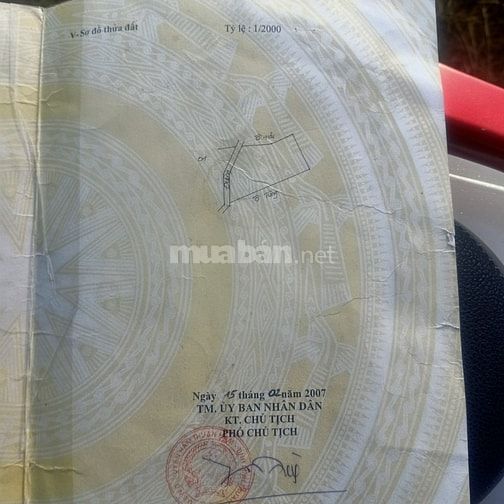 V- Sơ đồ thửa đất
Tỷ lệ : 1/2000
muaban.net
Ngày 15 tháng 02 năm 2007
TM. ỦY BAN NHÂN DÂN
KT. CHỦ TỊCH
PHÓ CHỦ TỊCH